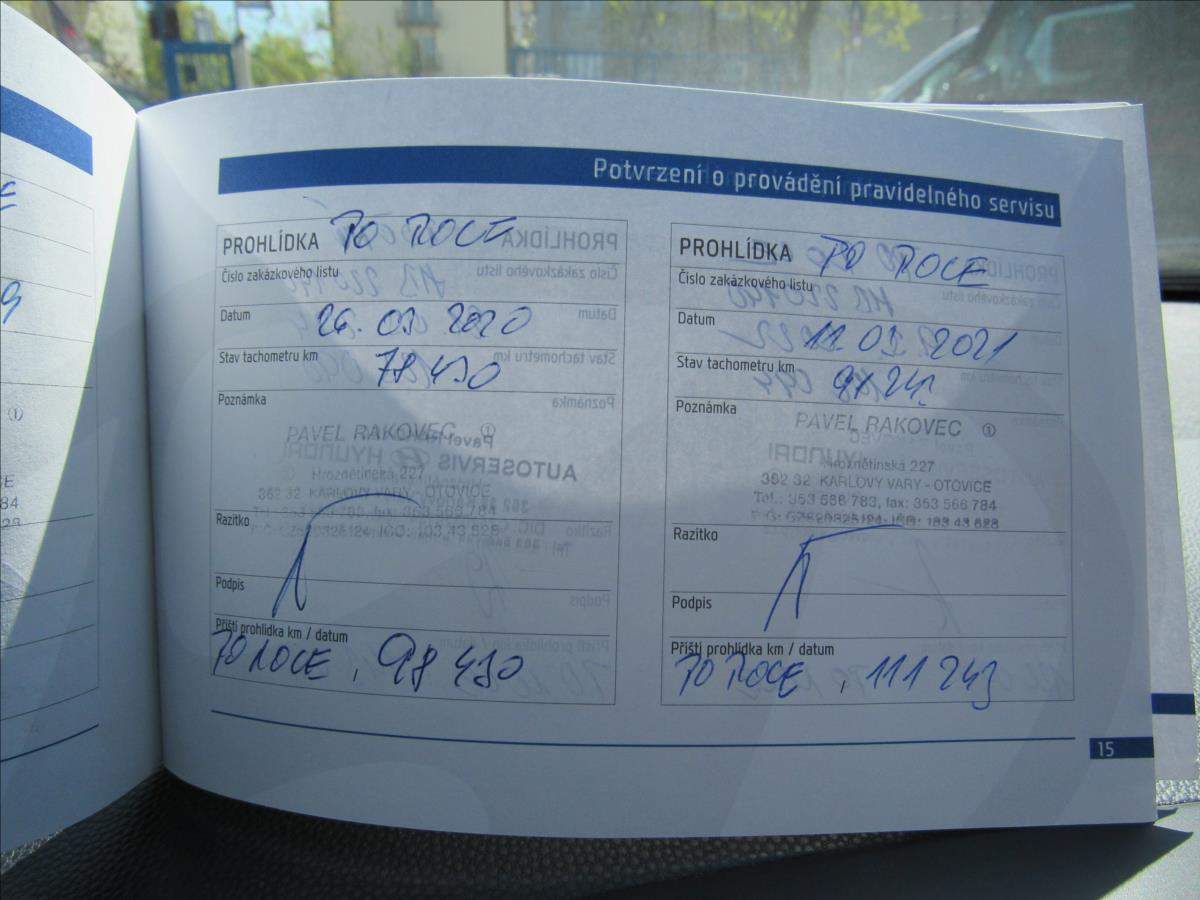 Potvrzení o provádění pravidelného servisu
PROHLÍDKA PO ROCE
Číslo zakázkového listu
Datum 26. 03 2020
Stav tachometru km 78 430
Poznámka
PAVEL RAKOVEC ①
Hroznětínská 227
362 32 KARLOVY VARY - OTOVICE
Razítko
Podpis
Příští prohlídka km / datum
PO ROCE, 98 430
PROHLÍDKA PO ROCE
Číslo zakázkového listu
Datum 11 03 2021
Stav tachometru km
Poznámka
PAVEL RAKOVEC ①
Hroznětínská 227
362 32 KARLOVY VARY - OTOVICE
Tel.: 353 566 783, fax: 353 566 784
Razítko
Podpis
Příští prohlídka km / datum
PO ROCE, 111 243
15